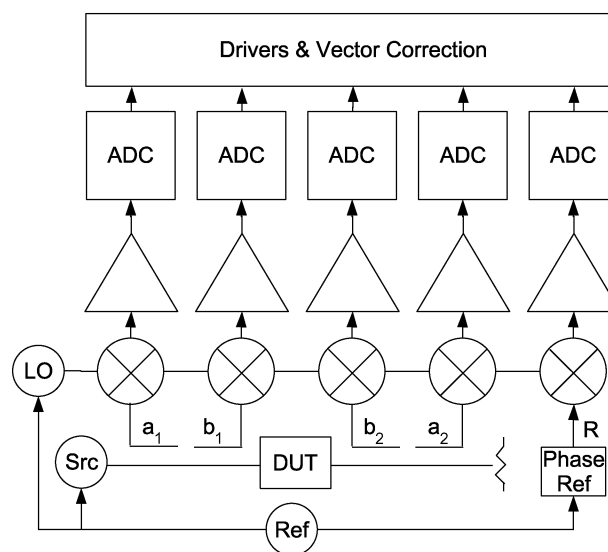 Drivers & Vector Correction
ADC ADC ADC ADC ADC
LO
a1 b1 b2 a2 R
Src DUT Phase
Ref
Ref